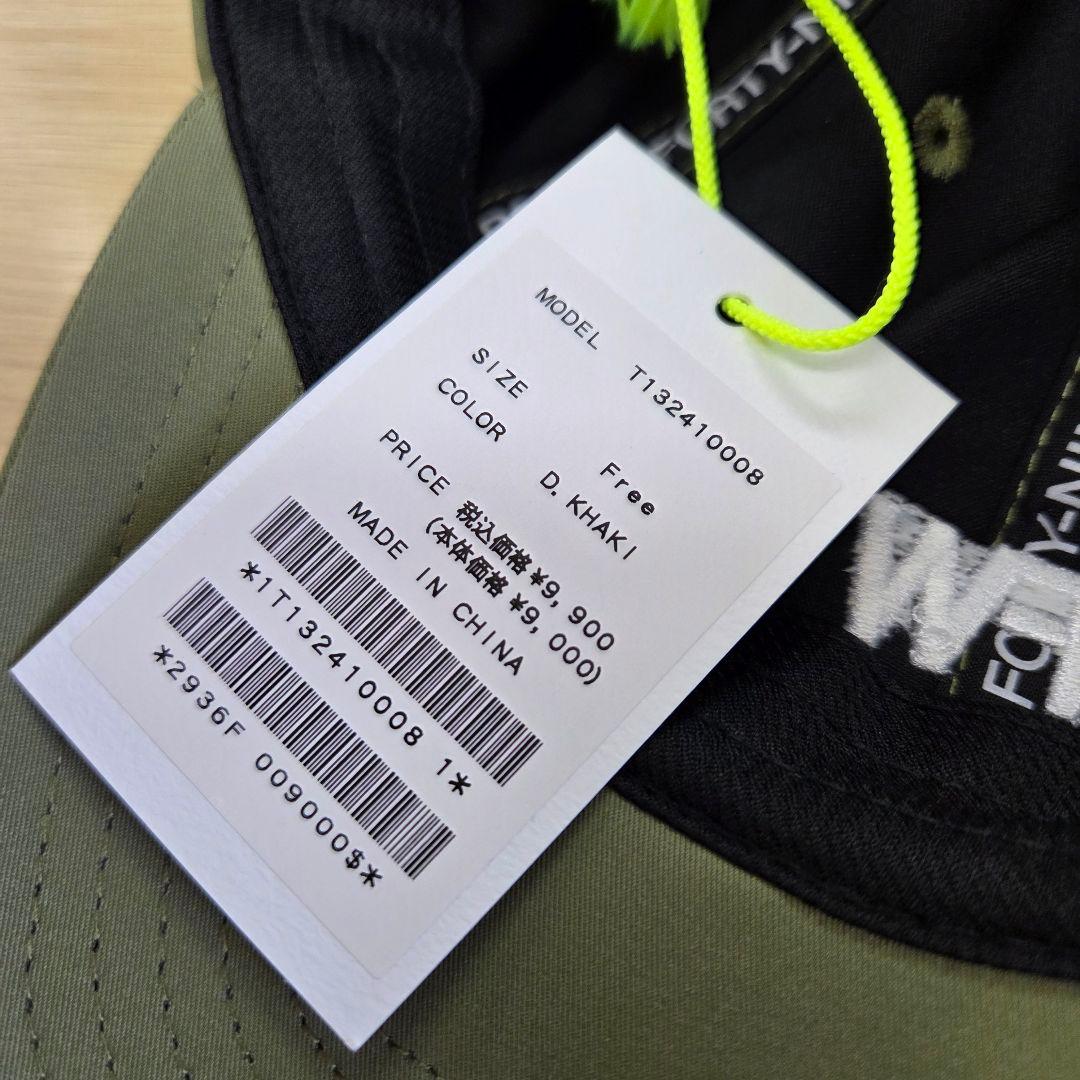 MODEL T132410008
SIZE Free
COLOR D. KHAKI
PRICE 税込価格 ¥9, 900
(本体価格 ¥9, 000)
MADE IN CHINA
*1T132410008 1*
*2936F 009000$*
FORTY-NI